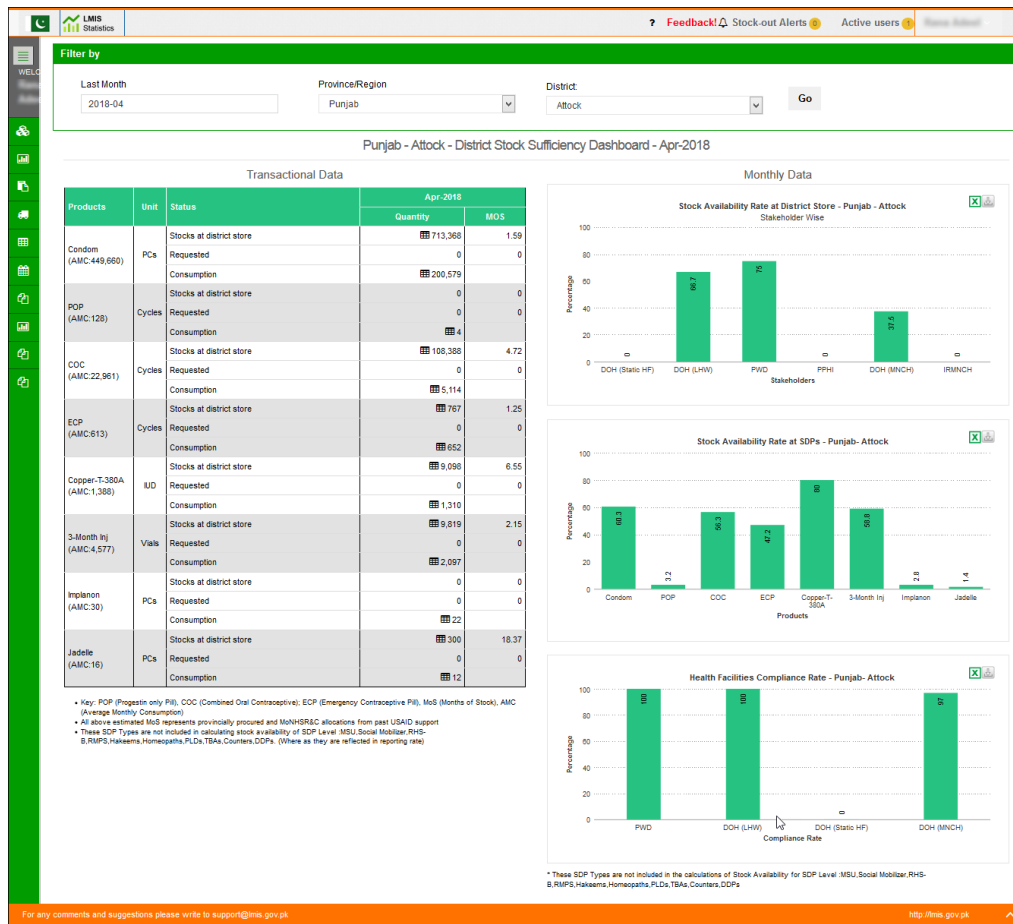 LMIS
Statistics
? Feedback! Stock-out Alerts 0 Active users 1
WELC
Filter by
Last Month Province/Region District:
2018-04 Punjab Attock Go
Punjab - Attock - District Stock Sufficiency Dashboard - Apr-2018
Transactional Data
Products Unit Status Apr-2018
Quantity MOS
Condom
(AMC:449,660)
PCs
Stocks at district store 713,368 1.59
Requested 0 0
Consumption 200,579
POP
(AMC:128)
Cycles
Stocks at district store 0 0
Requested 0 0
Consumption 4
COC
(AMC:22,961)
Cycles
Stocks at district store 108,388 4.72
Requested 0 0
Consumption 5,114
ECP
(AMC:613)
Cycles
Stocks at district store 767 1.25
Requested 0 0
Consumption 652
Copper-T-380A
(AMC:1,388)
IUD
Stocks at district store 9,098 6.55
Requested 0 0
Consumption 1,310
3-Month Inj
(AMC:4,577)
Vials
Stocks at district store 9,819 2.15
Requested 0 0
Consumption 2,097
Implanon
(AMC:30)
PCs
Stocks at district store 0 0
Requested 0 0
Consumption 22
Jadelle
(AMC:16)
PCs
Stocks at district store 300 18.37
Requested 0 0
Consumption 12
• Key: POP (Progestin only Pill), COC (Combined Oral Contraceptive); ECP (Emergency Contraceptive Pill), MoS (Months of Stock), AMC
(Average Monthly Consumption)
• All above estimated MoS represents provincially procured and MoNHSR&C allocations from past USAID support
• These SDP Types are not included in calculating stock availability of SDP Level :MSU,Social Mobilizer,RHS-
B,RMPS,Hakeems,Homeopaths,PLDs,TBAs,Counters,DDPs. (Where as they are reflected in reporting rate)
Monthly Data
Stock Availability Rate at District Store - Punjab - Attock
Stakeholder Wise
Percentage
100
80
60
40
20
0
0 66.7 75 0 37.5 0
DOH (Static HF) DOH (LHW) PWD PPHI DOH (MNCH) IRMNCH
Stakeholders
Stock Availability Rate at SDPs - Punjab- Attock
Percentage
100
80
60
40
20
0
60.3 3.2 56.3 47.2 80 58.8 2.8 1.4
Condom POP COC ECP Copper-T- 3-Month Inj Implanon Jadelle
380A
Products
Health Facilities Compliance Rate - Punjab- Attock
Percentage
100
80
60
40
20
0
100 100 0 97
PWD DOH (LHW) DOH (Static HF) DOH (MNCH)
Compliance Rate
* These SDP Types are not included in the calculations of Stock Availability for SDP Level :MSU,Social Mobilizer,RHS-
B,RMPS,Hakeems,Homeopaths,PLDs,TBAs,Counters,DDPs
For any comments and suggestions please write to support@lmis.gov.pk http://lmis.gov.pk